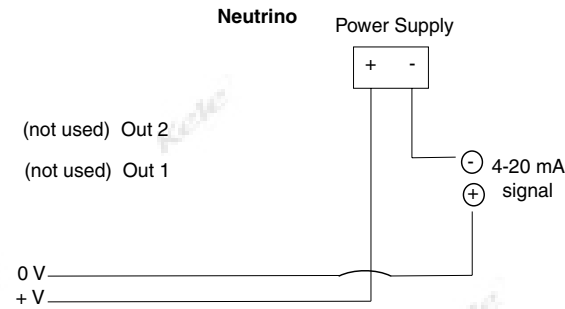 Neutrino
Power Supply
+ -
(not used) Out 2
(not used) Out 1
- 4-20 mA
+ signal
0 V
+ V